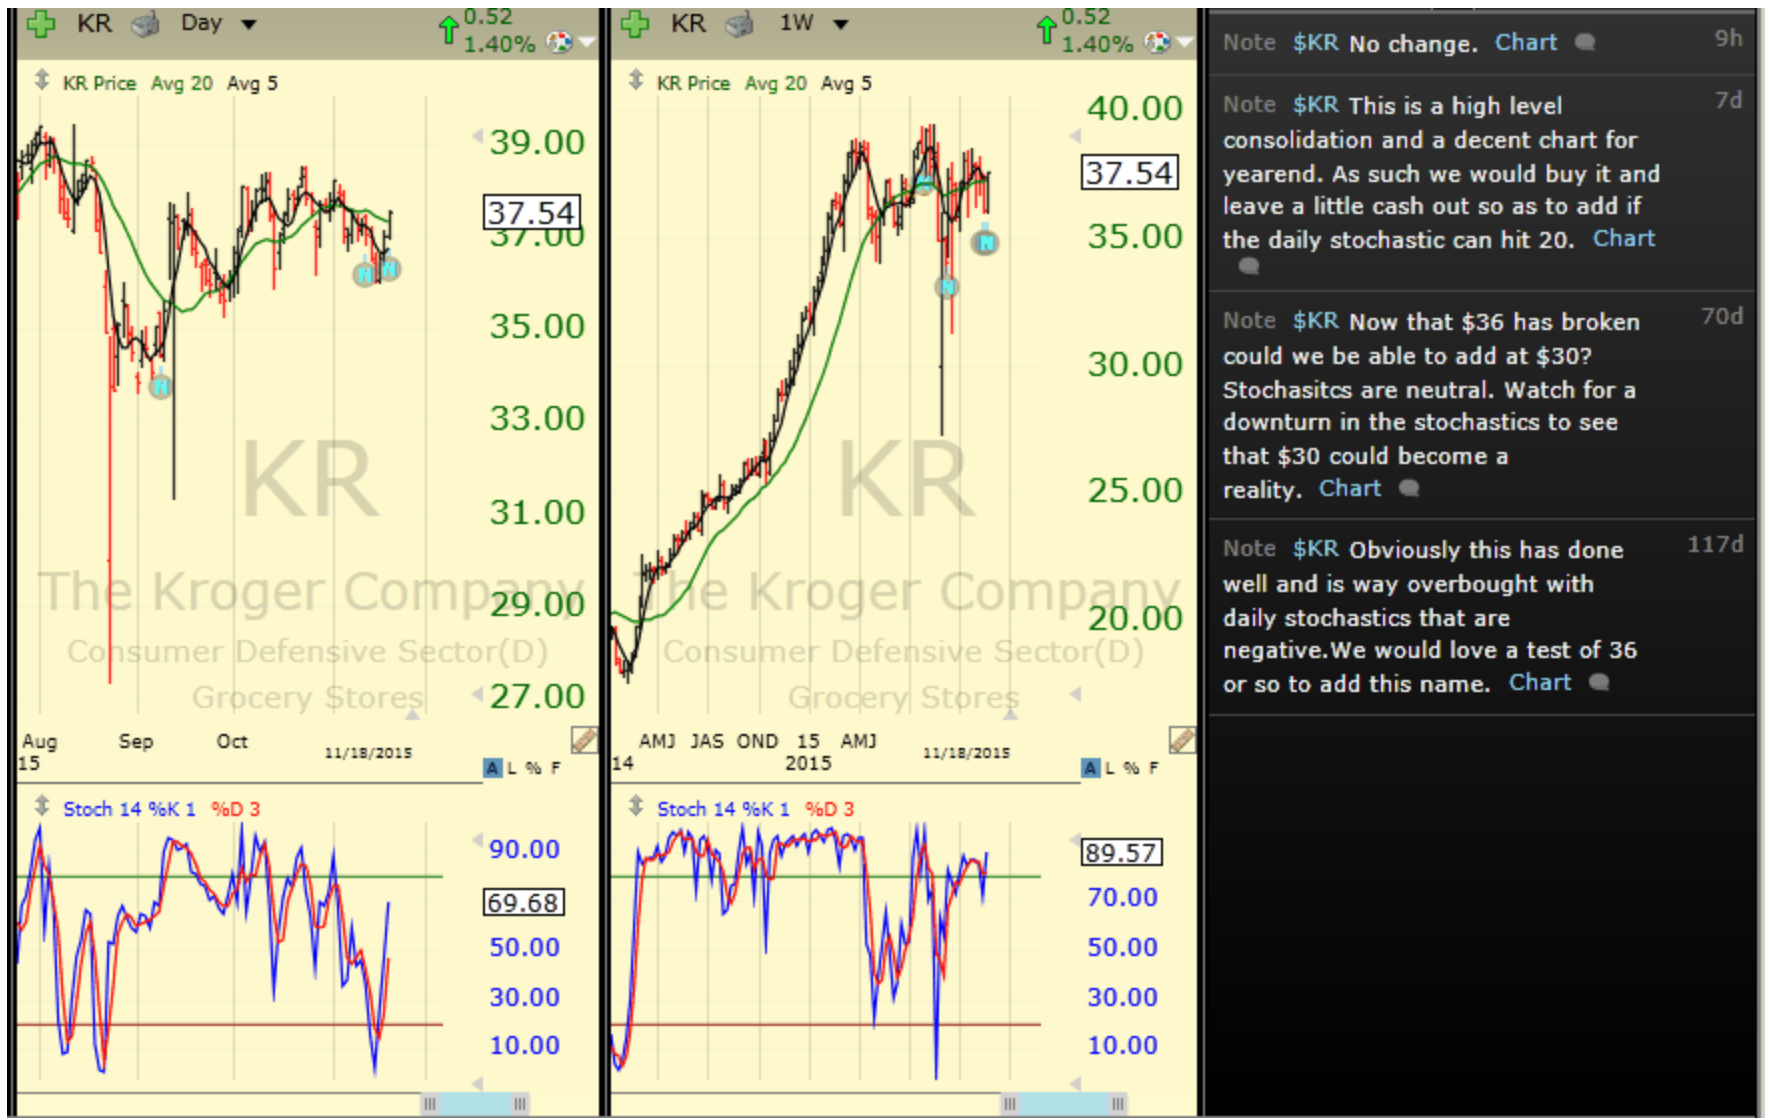 KR Day 0.52
1.40%
KR Price Avg 20 Avg 5
39.00
37.54
37.00
35.00
33.00
31.00
29.00
27.00
KR
The Kroger Company
Consumer Defensive Sector(D)
Grocery Stores
N
N
N
Aug Sep Oct 11/18/2015
15
A L % F
Stoch 14 %K 1 %D 3
90.00
69.68
50.00
30.00
10.00
KR 1W 0.52
1.40%
KR Price Avg 20 Avg 5
40.00
37.54
35.00
30.00
25.00
20.00
KR
The Kroger Company
Consumer Defensive Sector(D)
Grocery Stores
N
N
N
AMJ JAS OND 15 AMJ 11/18/2015
14 2015
A L % F
Stoch 14 %K 1 %D 3
89.57
70.00
50.00
30.00
10.00
Note $KR No change. Chart 9h
Note $KR This is a high level 7d
consolidation and a decent chart for
yearend. As such we would buy it and
leave a little cash out so as to add if
the daily stochastic can hit 20. Chart
Note $KR Now that $36 has broken 70d
could we be able to add at $30?
Stochasitcs are neutral. Watch for a
downturn in the stochastics to see
that $30 could become a
reality. Chart
Note $KR Obviously this has done 117d
well and is way overbought with
daily stochastics that are
negative.We would love a test of 36
or so to add this name. Chart